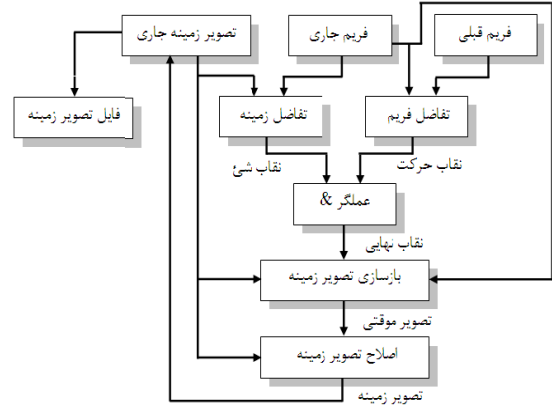 فریم قبلی
فریم جاری
تصویر زمینه جاری
تفاضل فریم
تفاضل زمینه
فایل تصویر زمینه
نقاب حرکت
نقاب شئ
عملگر &
نقاب نهایی
بازسازی تصویر زمینه
تصویر موقتی
اصلاح تصویر زمینه
تصویر زمینه